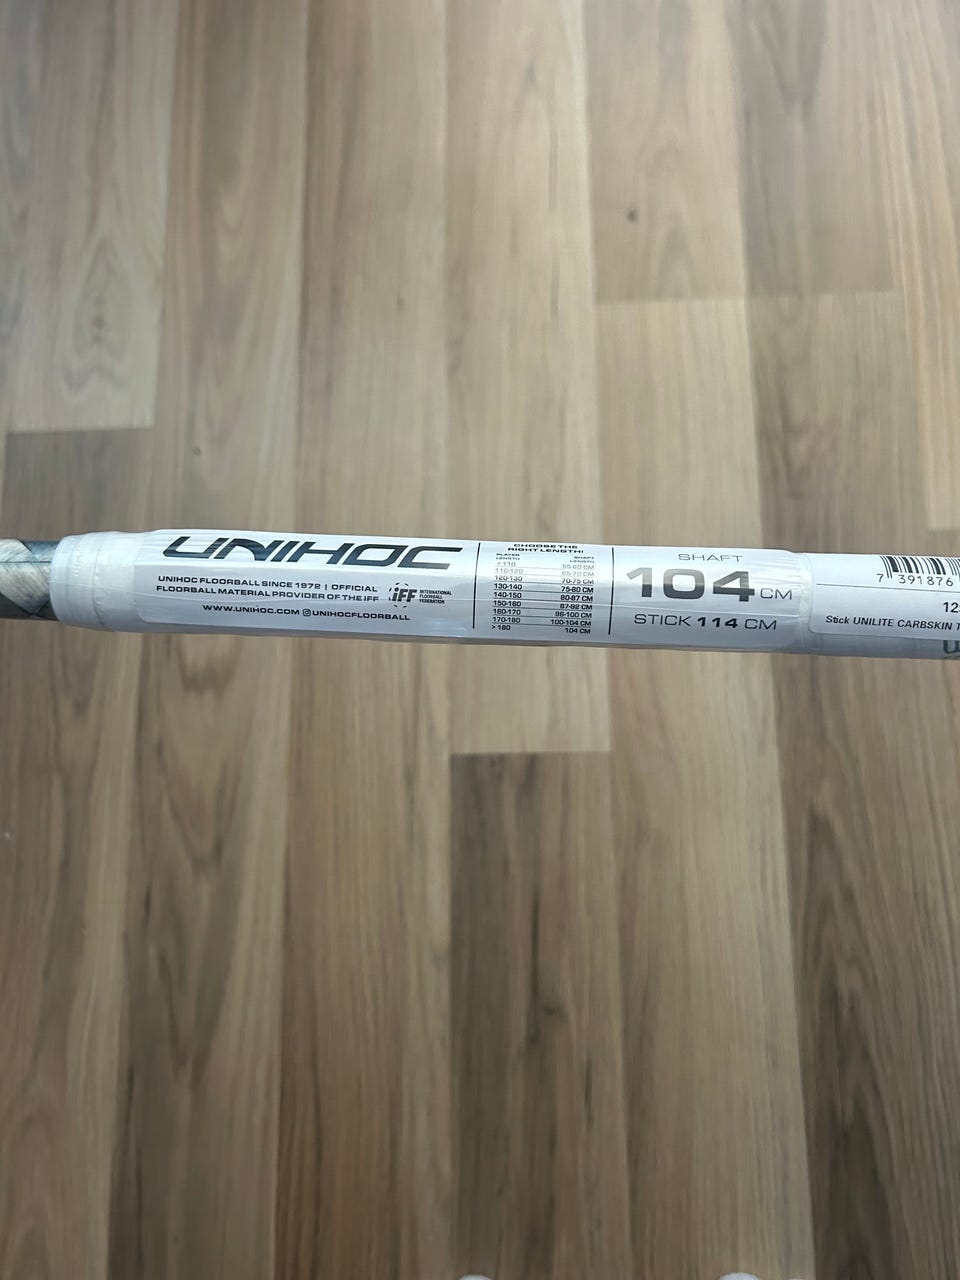 UNIHOC
UNIHOC FLOORBALL SINCE 1972 | OFFICIAL
FLOORBALL MATERIAL PROVIDER OF THE IFF
iFF INTERNATIONAL
FLOORBALL
FEDERATION
WWW.UNIHOC.COM UNIHOCFLOORBALL
CHOOSE THE
RIGHT LENGTH!
PLAYER LENGTH SHAFT LENGTH
< 110 55-60 CM
110-120 65-70 CM
120-130 70-75 CM
130-140 75-80 CM
140-150 80-87 CM
150-160 87-92 CM
160-170 96-100 CM
170-180 100-104 CM
> 180 104 CM
SHAFT
104 CM
STICK 114 CM
7 391876
Stick UNILITE CARBSKIN